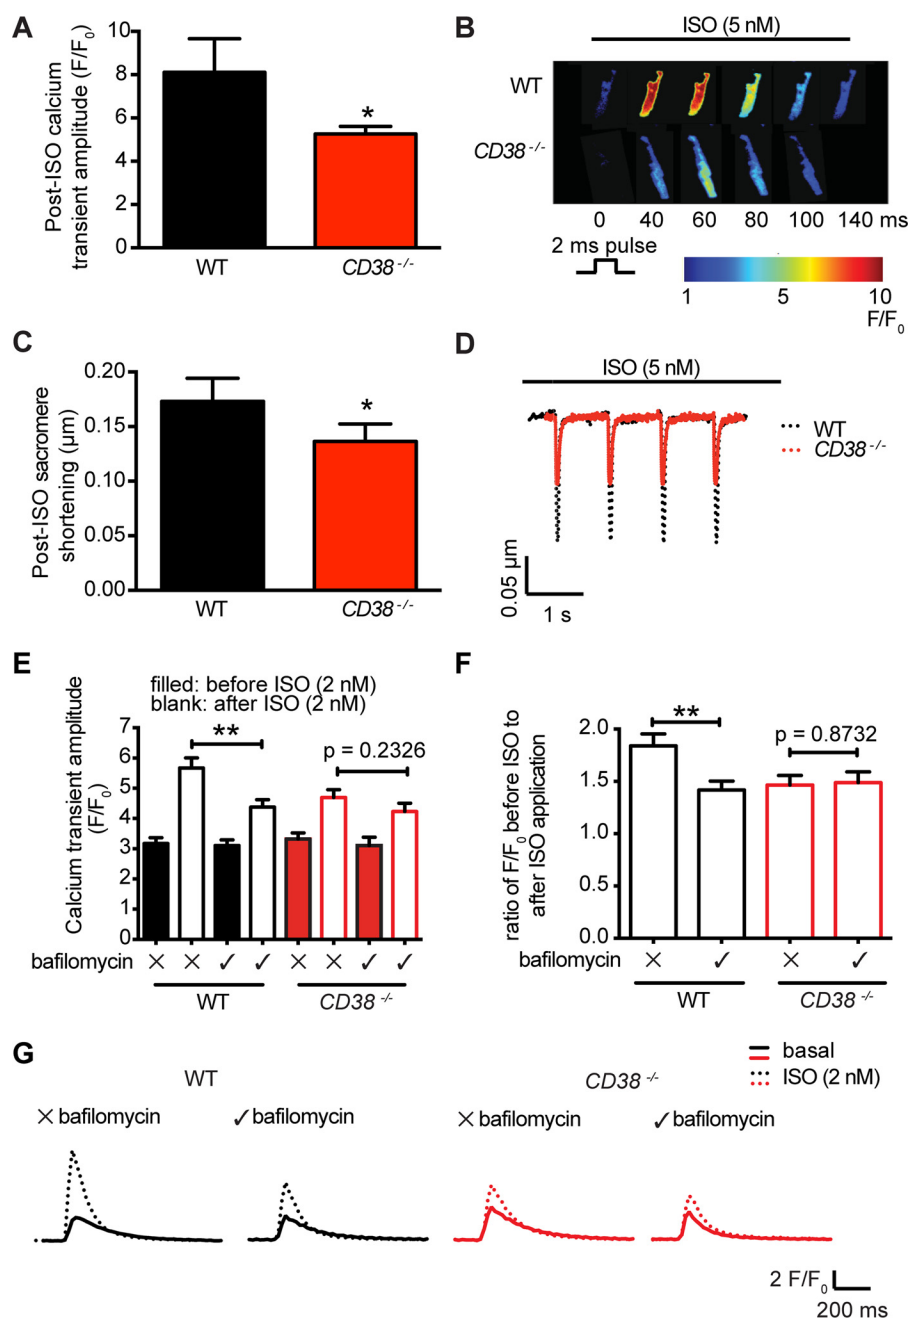 A
Post-ISO calcium
transient amplitude (F/F0)
10
8
6
4
2
0
*
WT
CD38 -/-
B
ISO (5 nM)
WT
CD38 -/-
0 40 60 80 100 140 ms
2 ms pulse
1 5 10
F/F0
C
Post-ISO sacromere
shortening (µm)
0.20
0.15
0.10
0.05
0.00
*
WT
CD38 -/-
D
ISO (5 nM)
WT
CD38 -/-
0.05 µm
1 s
E
filled: before ISO (2 nM)
blank: after ISO (2 nM)
Calcium transient amplitude
(F/F0)
7
6
5
4
3
2
1
0
**
p = 0.2326
bafilomycin × × ✓ ✓ × × ✓ ✓
WT
CD38 -/-
F
ratio of F/F0 before ISO to
after ISO application
2.0
1.5
1.0
0.5
0.0
**
p = 0.8732
bafilomycin × ✓ × ✓
WT
CD38 -/-
G
basal
ISO (2 nM)
WT
CD38 -/-
× bafilomycin
✓ bafilomycin
× bafilomycin
✓ bafilomycin
2 F/F0
200 ms